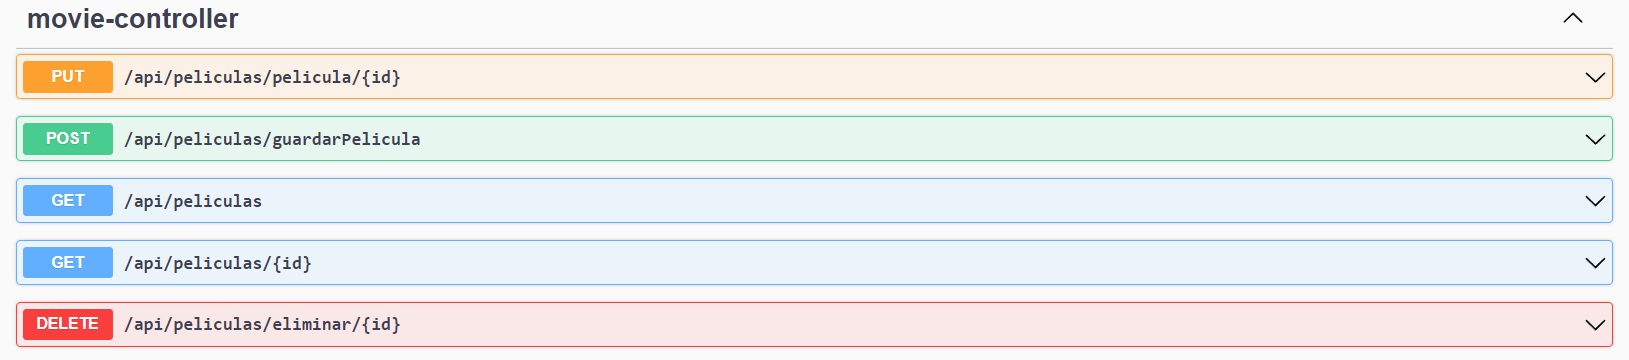 movie-controller
PUT /api/peliculas/pelicula/{id}
POST /api/peliculas/guardarPelicula
GET /api/peliculas
GET /api/peliculas/{id}
DELETE /api/peliculas/eliminar/{id}